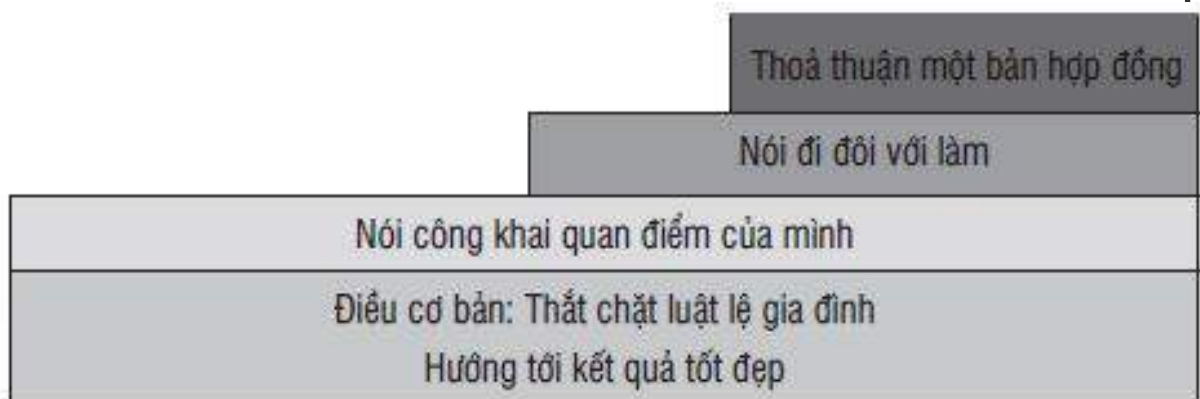 Thoả thuận một bản hợp đồng
Nói đi đôi với làm
Nói công khai quan điểm của mình
Điều cơ bản: Thắt chặt luật lệ gia đình
Hướng tới kết quả tốt đẹp